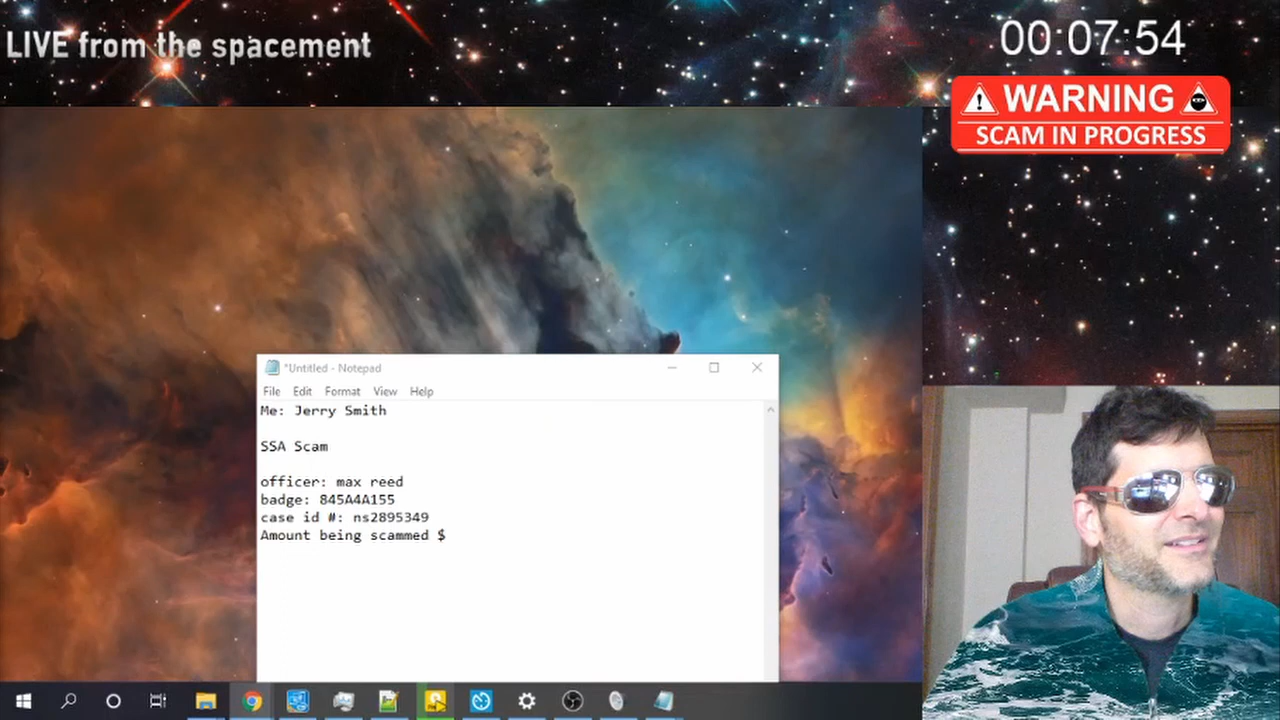 LIVE from the spacement
00:07:54
WARNING
SCAM IN PROGRESS
*Untitled - Notepad
File Edit Format View Help
Me: Jerry Smith
SSA Scam
officer: max reed
badge: 845A4A155
case id #: ns2895349
Amount being scammed $